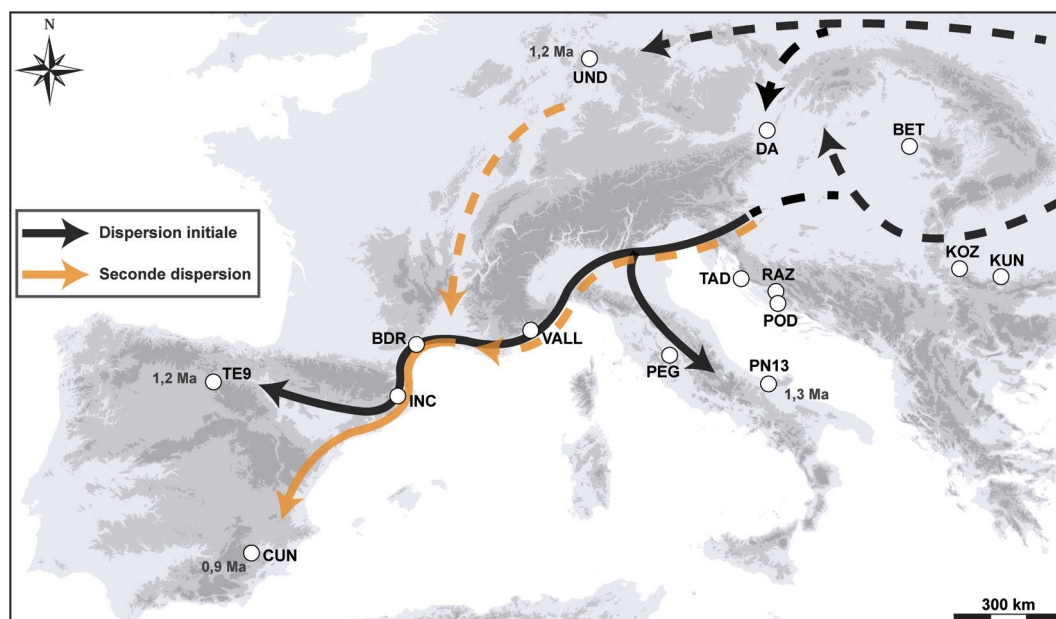 N
1,2 Ma
UND
DA
BET
Dispersion initiale
Seconde dispersion
KOZ
KUN
TAD
RAZ
POD
BDR
VALL
PEG
PN13
1,3 Ma
TE9
1,2 Ma
INC
CUN
0,9 Ma
300 km